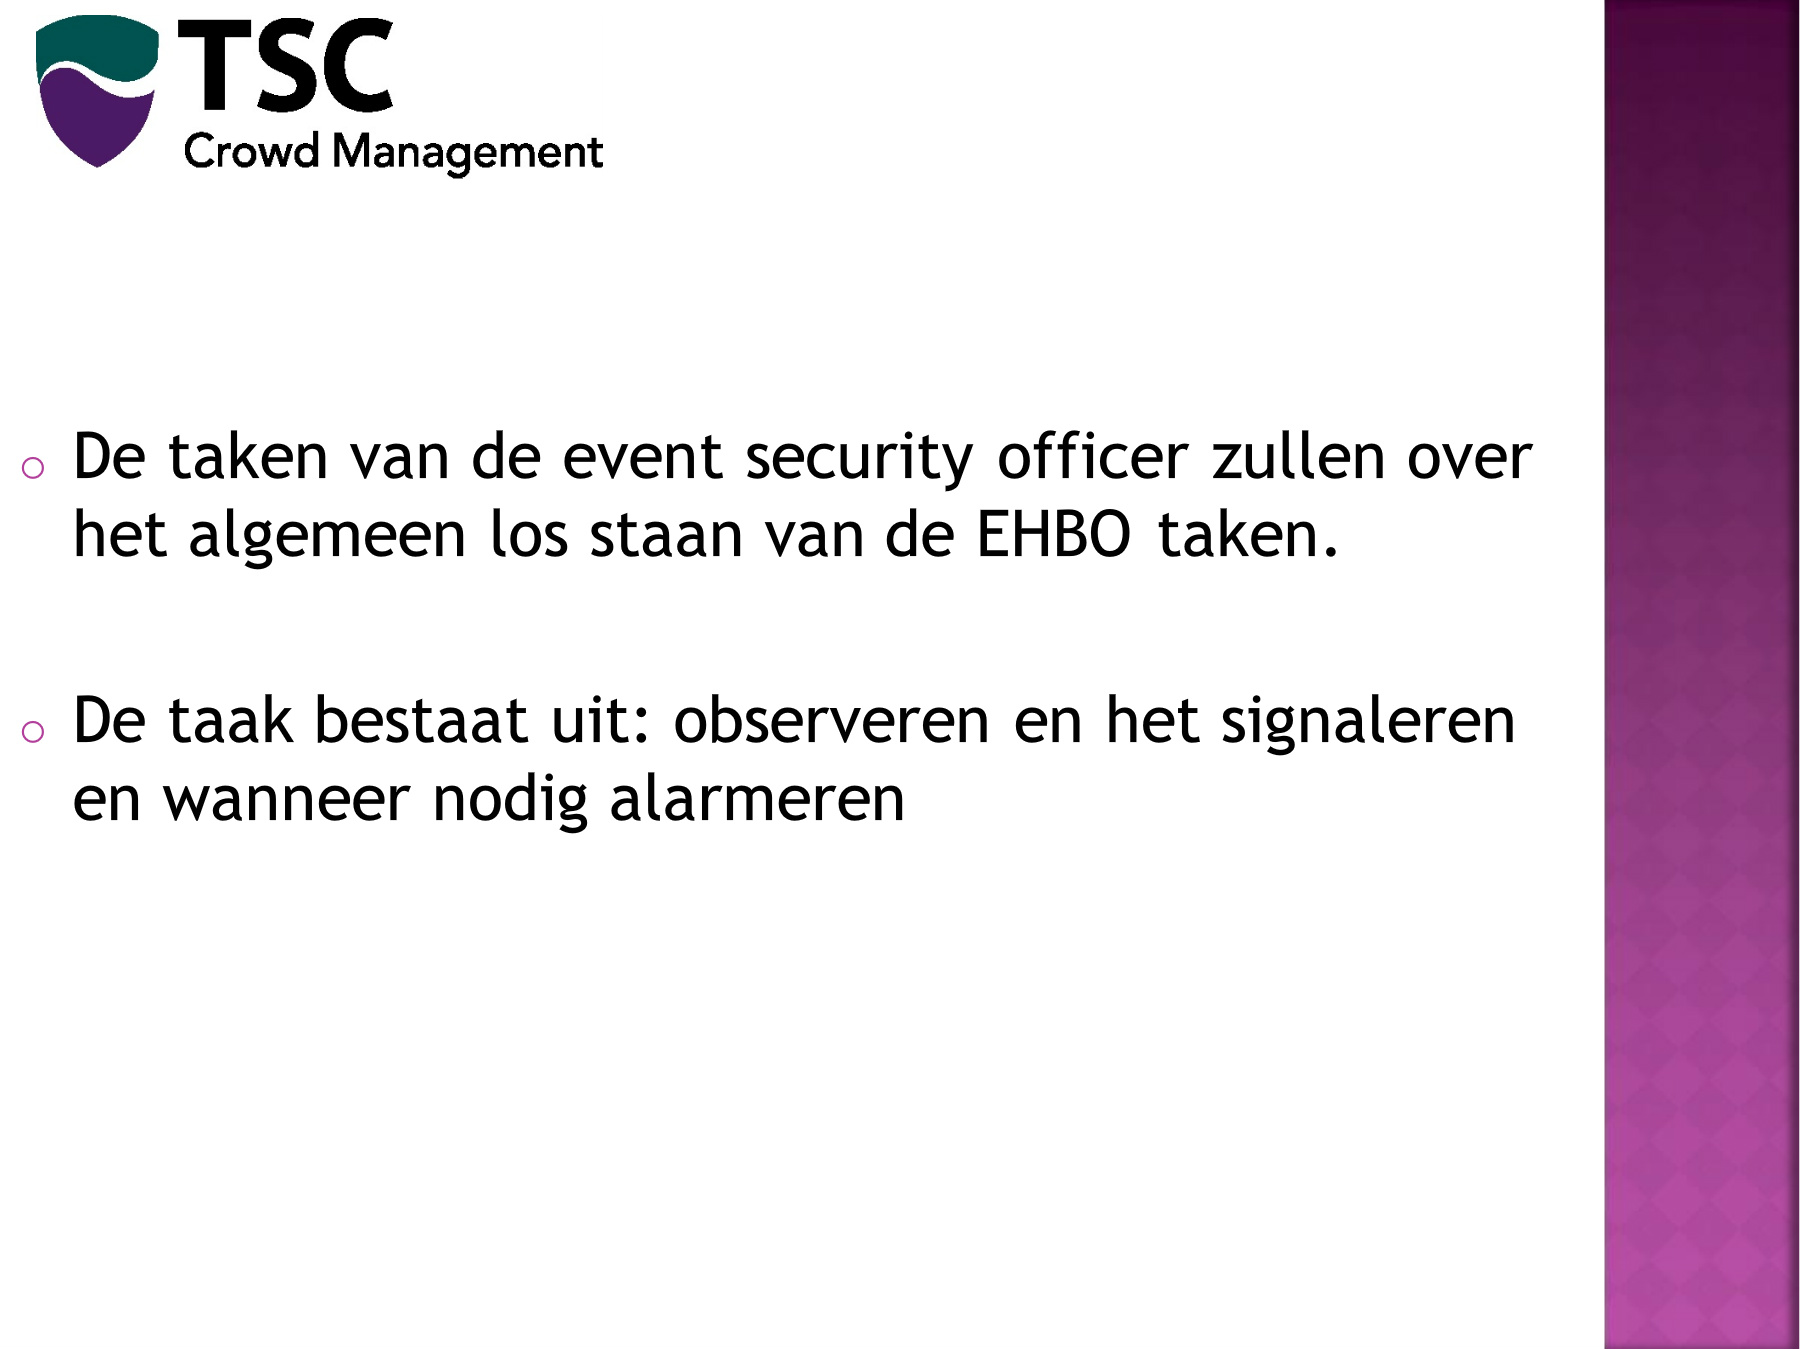 TSC
Crowd Management
De taken van de event security officer zullen over
het algemeen los staan van de EHBO taken.
De taak bestaat uit: observeren en het signaleren
en wanneer nodig alarmeren